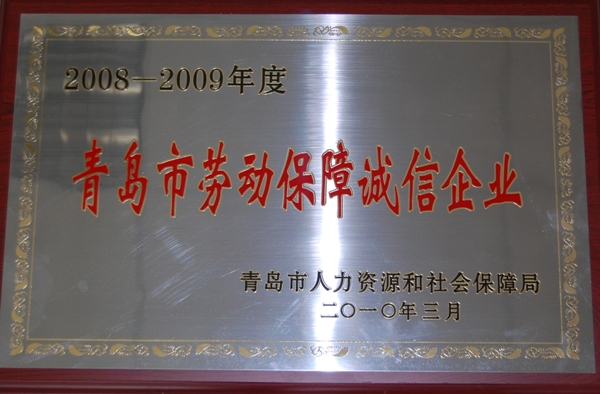 2008—2009年度
青岛市劳动保障诚信企业
青岛市人力资源和社会保障局
二〇一〇年三月